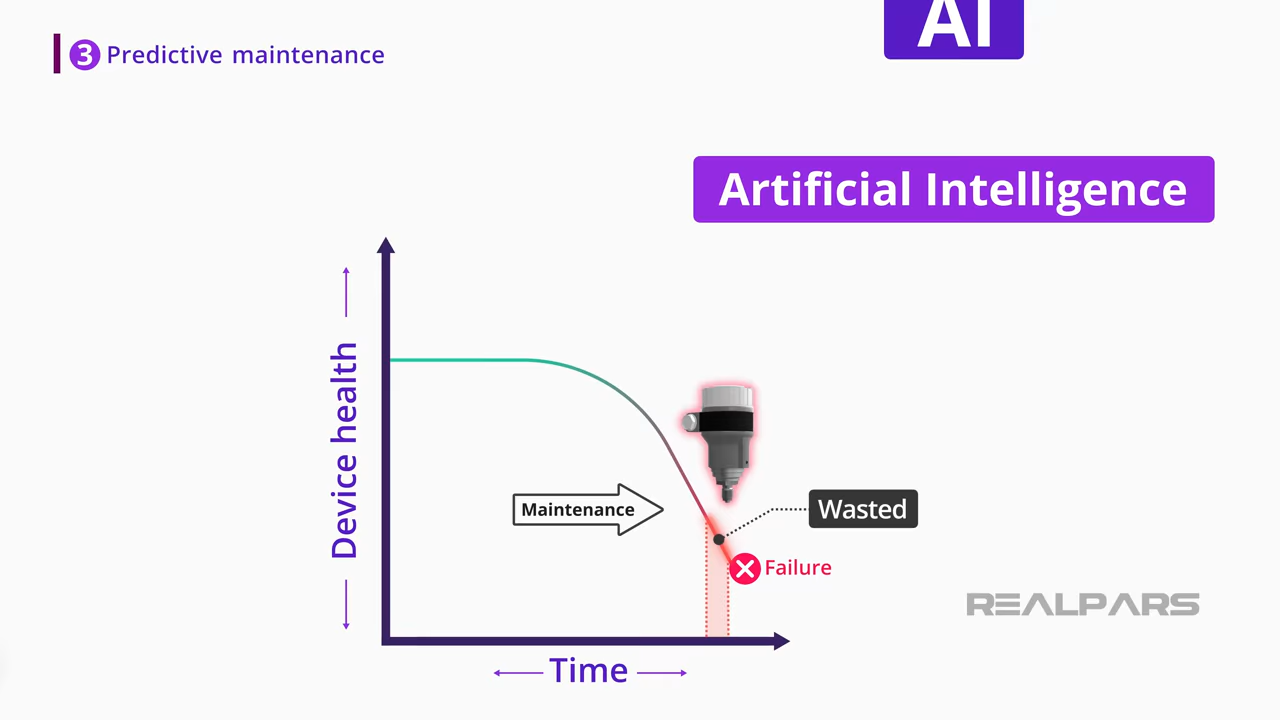 AI
3 Predictive maintenance
Artificial Intelligence
Device health
Maintenance
Wasted
Failure
REALPARS
Time